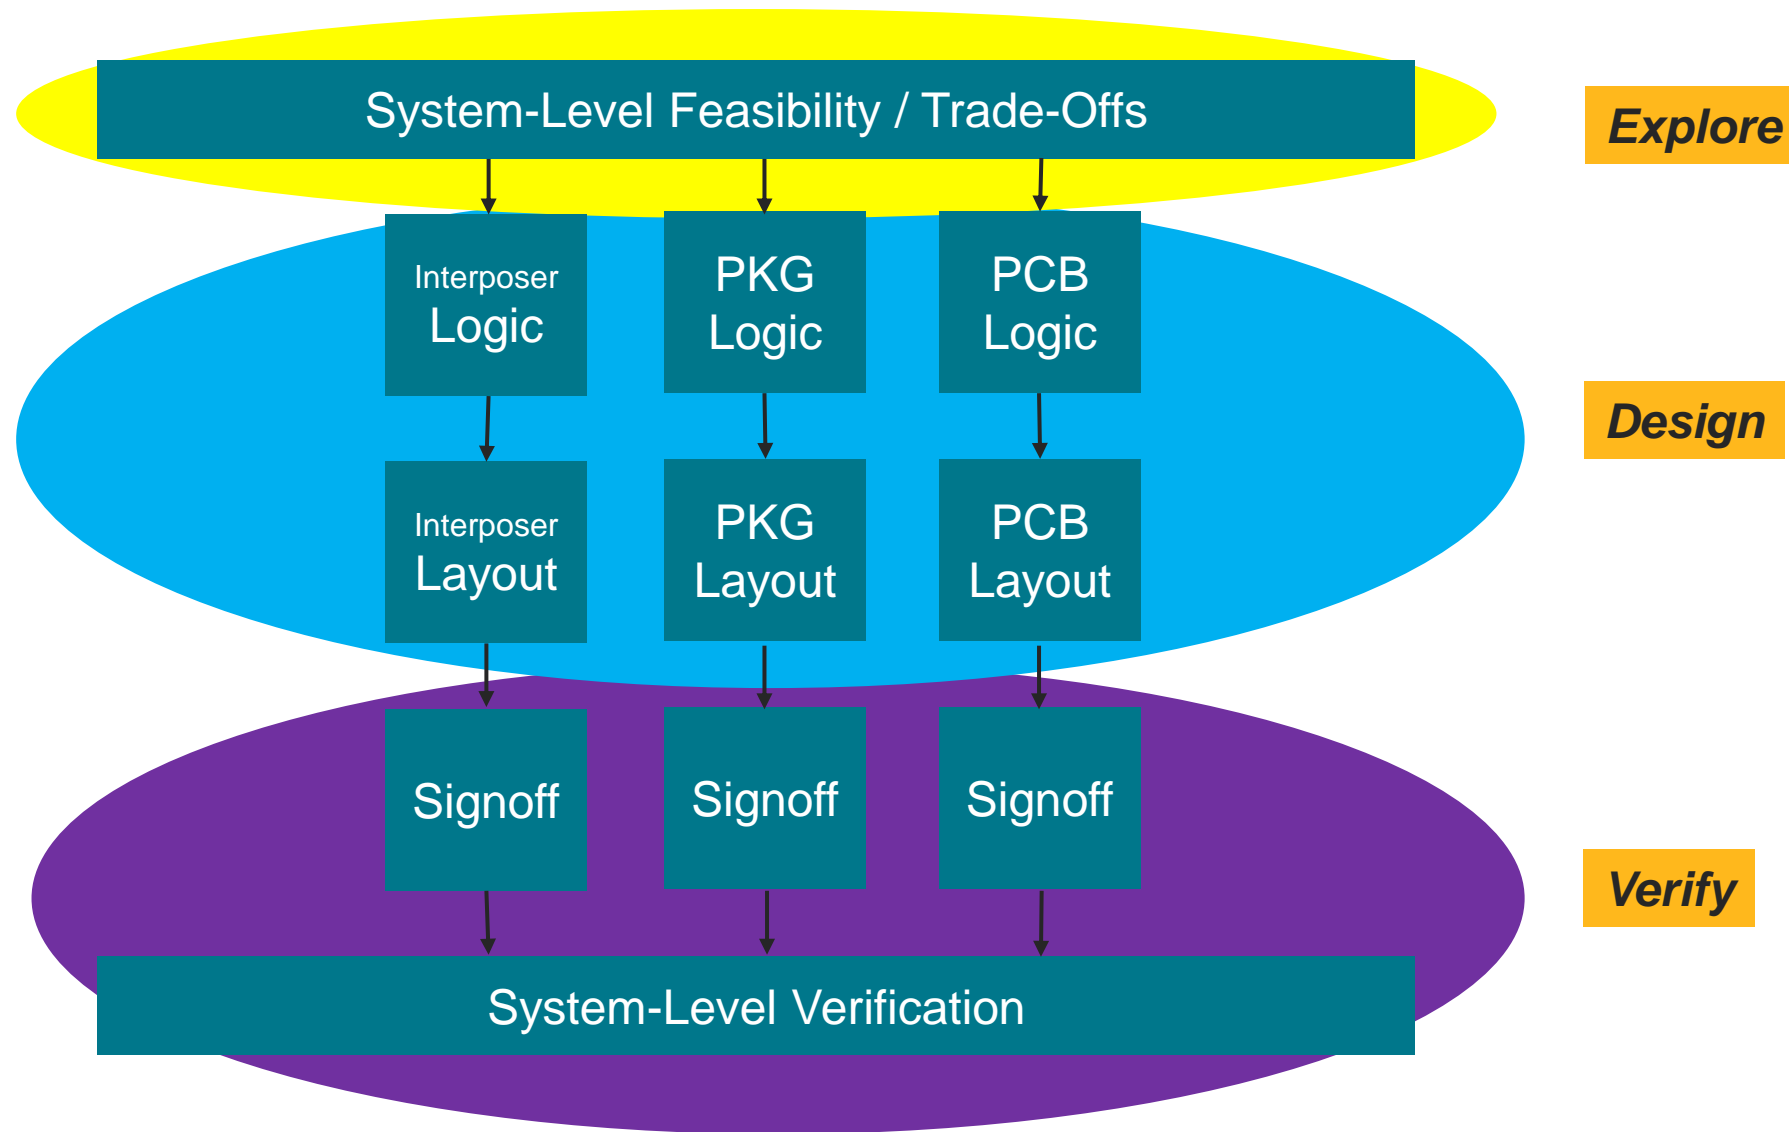 System-Level Feasibility / Trade-Offs
Explore
Interposer
Logic
PKG
Logic
PCB
Logic
Design
Interposer
Layout
PKG
Layout
PCB
Layout
Signoff
Signoff
Signoff
Verify
System-Level Verification